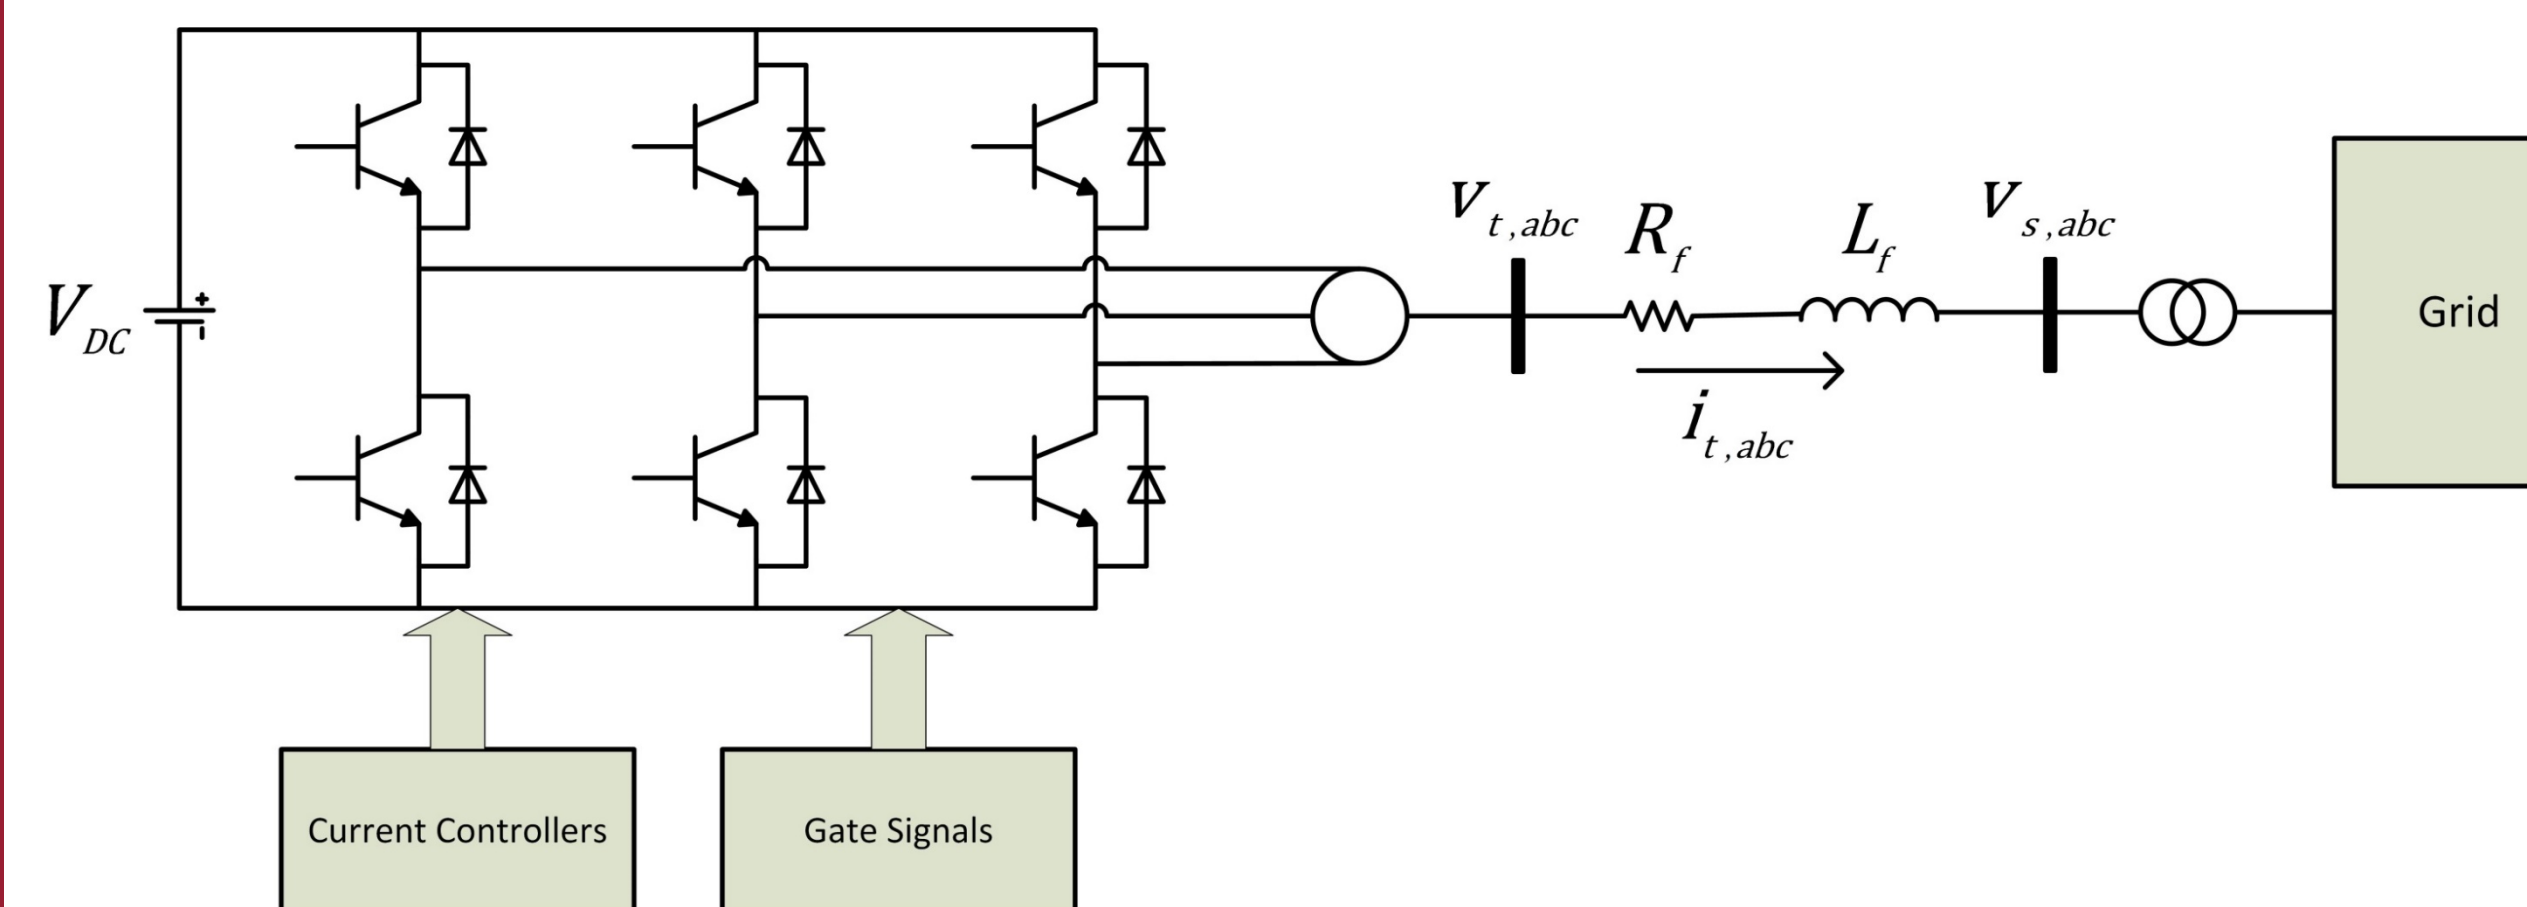 V_DC
+
-
v_t,abc
R_f
L_f
v_s,abc
i_t,abc
Grid
Current Controllers
Gate Signals